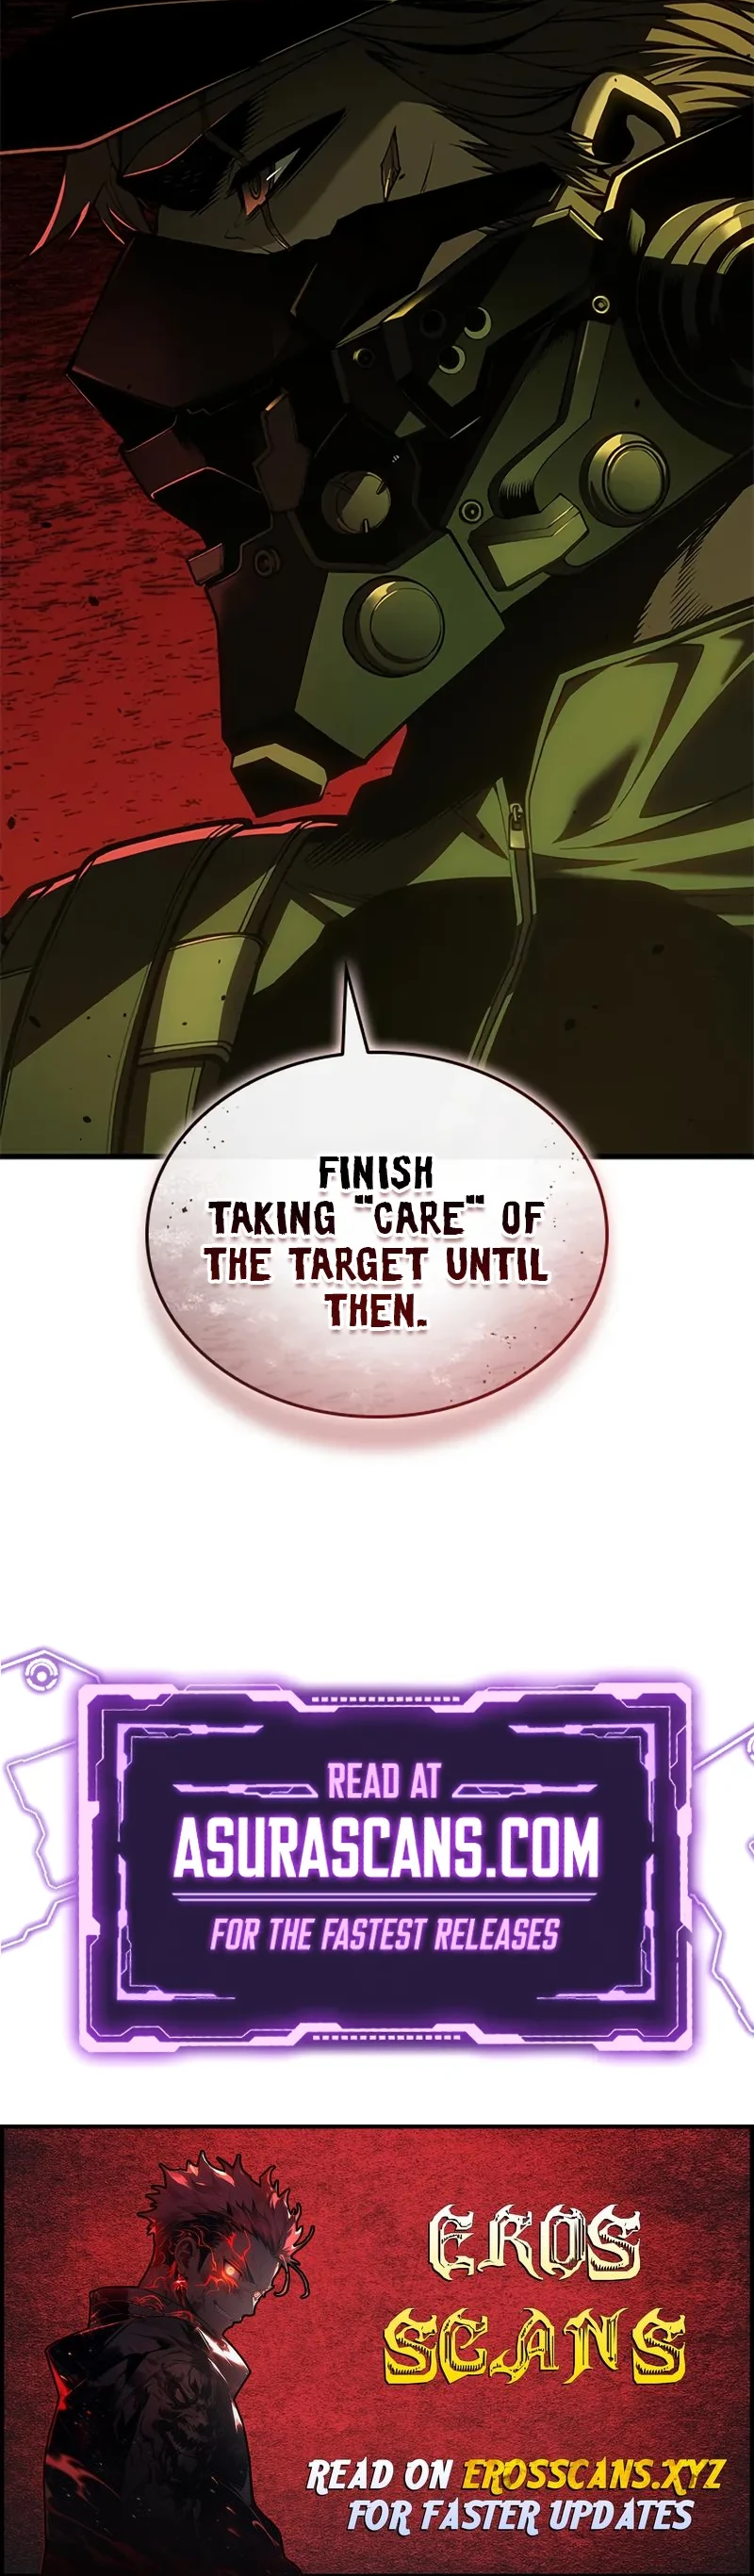 FINISH
TAKING "CARE" OF
THE TARGET UNTIL
THEN.
READ AT
ASURASCANS.COM
FOR THE FASTEST RELEASES
EROS
SCANS
READ ON EROSSCANS.XYZ
FOR FASTER UPDATES